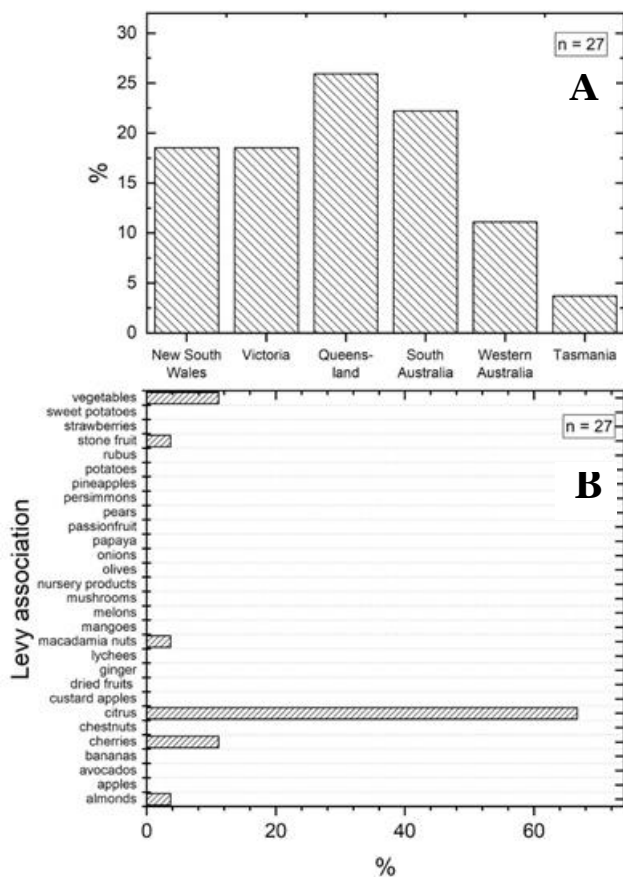 30
25
20
15
10
5
0
%
n = 27
A
New South Wales
Victoria
Queens-land
South Australia
Western Australia
Tasmania
Levy association
vegetables
sweet potatoes
strawberries
stone fruit
rubus
potatoes
pineapples
persimmons
pears
passionfruit
papaya
onions
olives
nursery products
mushrooms
melons
mangoes
macadamia nuts
lychees
ginger
dried fruits
custard apples
citrus
chestnuts
cherries
bananas
avocados
apples
almonds
n = 27
B
0 20 40 60
%